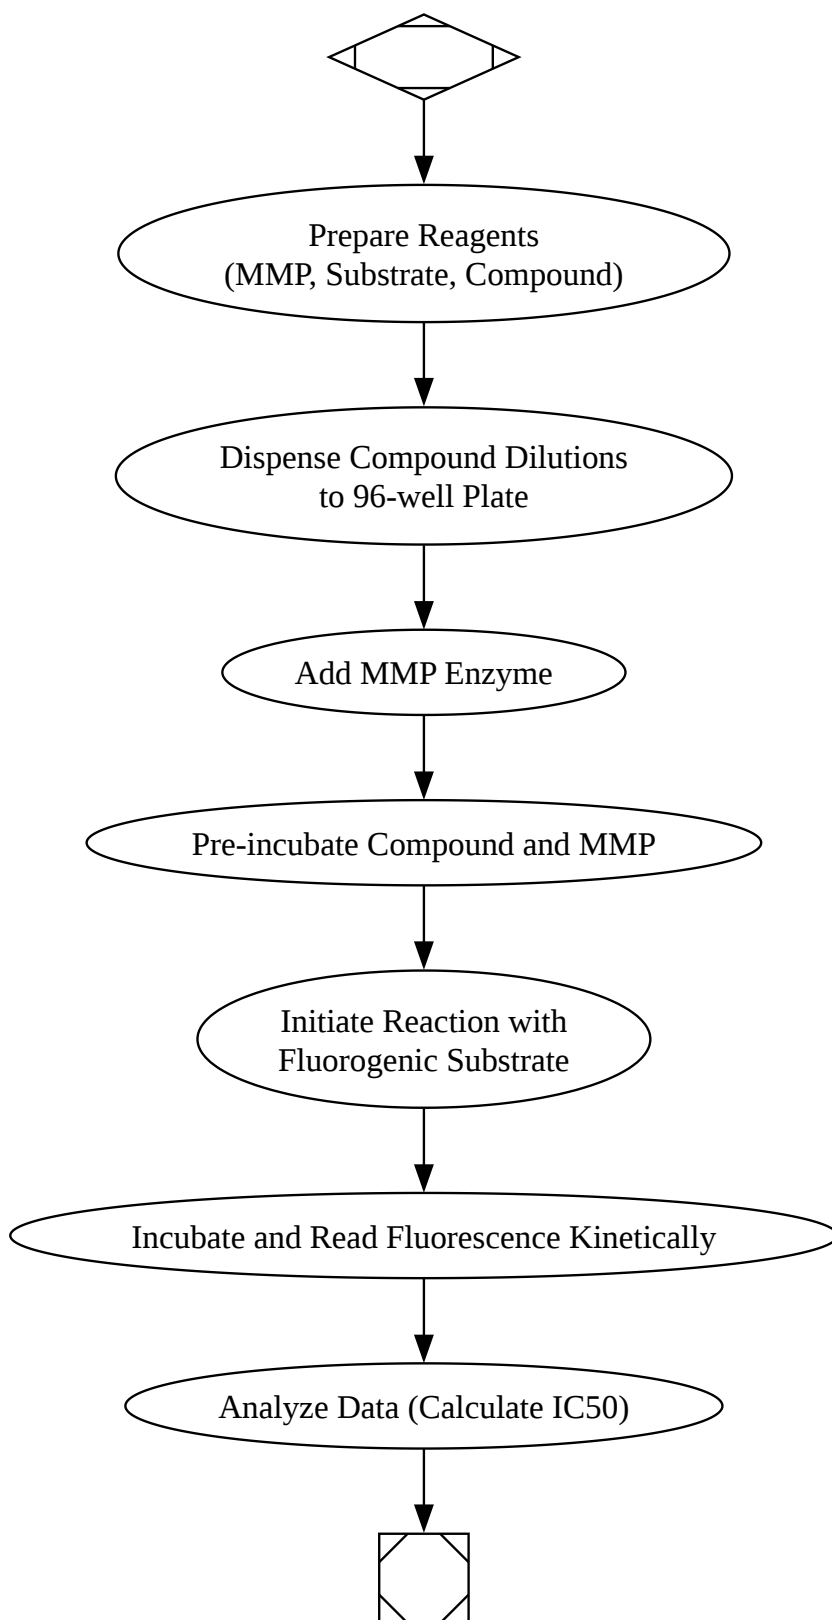 Prepare Reagents
(MMP, Substrate, Compound)
Dispense Compound Dilutions
to 96-well Plate
Add MMP Enzyme
Pre-incubate Compound and MMP
Initiate Reaction with
Fluorogenic Substrate
Incubate and Read Fluorescence Kinetically
Analyze Data (Calculate IC50)